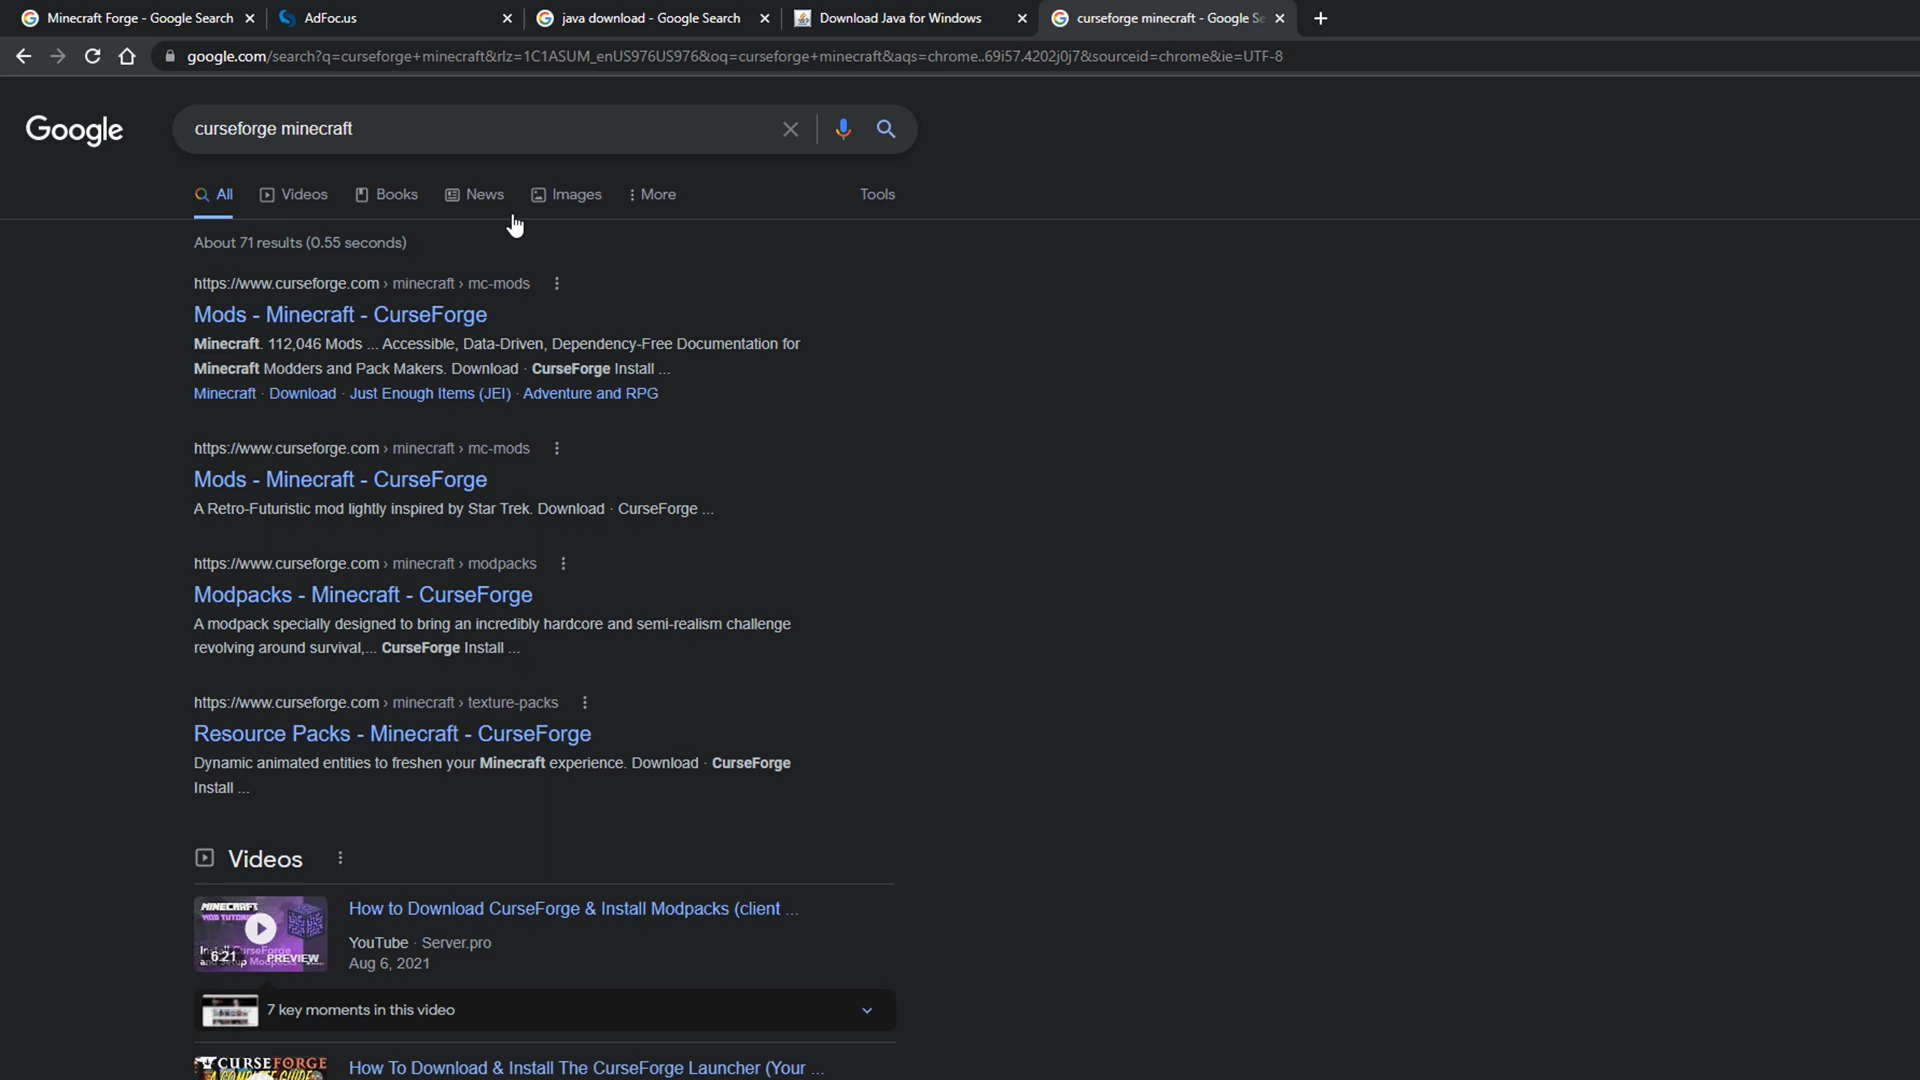 Minecraft Forge - Google Search
AdFoc.us
java download - Google Search
Download Java for Windows
curseforge minecraft - Google Se
google.com/search?q=curseforge+minecraft&rlz=1C1ASUM_enUS976US976&oq=curseforge+minecraft&aqs=chrome..69i57.4202j0j7&sourceid=chrome&ie=UTF-8
Google
curseforge minecraft
All
Videos
Books
News
Images
More
Tools
About 71 results (0.55 seconds)
https://www.curseforge.com › minecraft › mc-mods
Mods - Minecraft - CurseForge
Minecraft. 112,046 Mods ... Accessible, Data-Driven, Dependency-Free Documentation for
Minecraft Modders and Pack Makers. Download · CurseForge Install ...
Minecraft · Download · Just Enough Items (JEI) · Adventure and RPG
https://www.curseforge.com › minecraft › mc-mods
Mods - Minecraft - CurseForge
A Retro-Futuristic mod lightly inspired by Star Trek. Download · CurseForge ...
https://www.curseforge.com › minecraft › modpacks
Modpacks - Minecraft - CurseForge
A modpack specially designed to bring an incredibly hardcore and semi-realism challenge
revolving around survival,... CurseForge Install ...
https://www.curseforge.com › minecraft › texture-packs
Resource Packs - Minecraft - CurseForge
Dynamic animated entities to freshen your Minecraft experience. Download · CurseForge
Install ...
Videos
MINECRAFT
MOD TUTORI
6:21
PREVIEW
How to Download CurseForge & Install Modpacks (client ...
YouTube · Server.pro
Aug 6, 2021
7 key moments in this video
CURSEFORGE
A COMPLETE GUIDE
How To Download & Install The CurseForge Launcher (Your ...